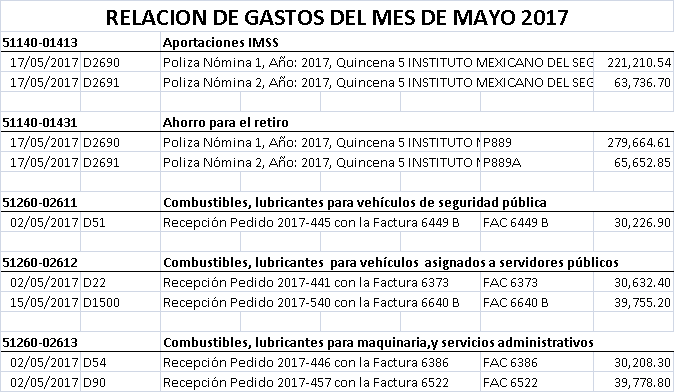 RELACION DE GASTOS DEL MES DE MAYO 2017
51140-01413 Aportaciones IMSS
17/05/2017 D2690 Poliza Nómina 1, Año: 2017, Quincena 5 INSTITUTO MEXICANO DEL SEG 221,210.54
17/05/2017 D2691 Poliza Nómina 2, Año: 2017, Quincena 5 INSTITUTO MEXICANO DEL SEG 63,736.70
51140-01431 Ahorro para el retiro
17/05/2017 D2690 Poliza Nómina 1, Año: 2017, Quincena 5 INSTITUTO M P889 279,664.61
17/05/2017 D2691 Poliza Nómina 2, Año: 2017, Quincena 5 INSTITUTO M P889A 65,652.85
51260-02611 Combustibles, lubricantes para vehículos de seguridad pública
02/05/2017 D51 Recepción Pedido 2017-445 con la Factura 6449 B FAC 6449 B 30,226.90
51260-02612 Combustibles, lubricantes para vehículos asignados a servidores públicos
02/05/2017 D22 Recepción Pedido 2017-441 con la Factura 6373 FAC 6373 30,632.40
15/05/2017 D1500 Recepción Pedido 2017-540 con la Factura 6640 B FAC 6640 B 39,755.20
51260-02613 Combustibles, lubricantes para maquinaria,y servicios administrativos
02/05/2017 D54 Recepción Pedido 2017-446 con la Factura 6386 FAC 6386 30,208.30
02/05/2017 D90 Recepción Pedido 2017-457 con la Factura 6522 FAC 6522 39,778.80